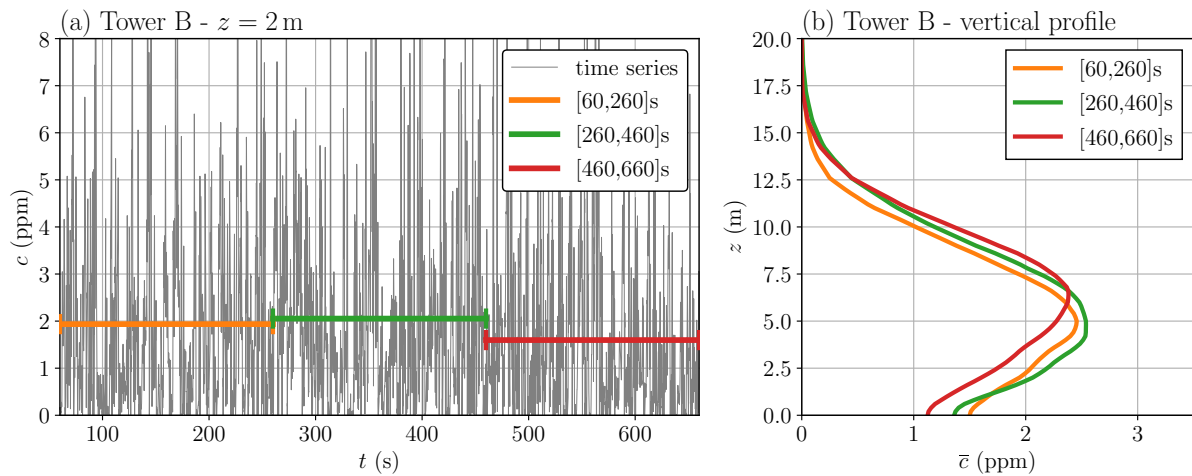 (a) Tower B - z = 2 m
8
7
6
5
4
3
2
1
0
c (ppm)
100 200 300 400 500 600
t (s)
time series
[60,260]s
[260,460]s
[460,660]s
(b) Tower B - vertical profile
20.0
17.5
15.0
12.5
10.0
7.5
5.0
2.5
0.0
z (m)
0 1 2 3
c̅ (ppm)
[60,260]s
[260,460]s
[460,660]s